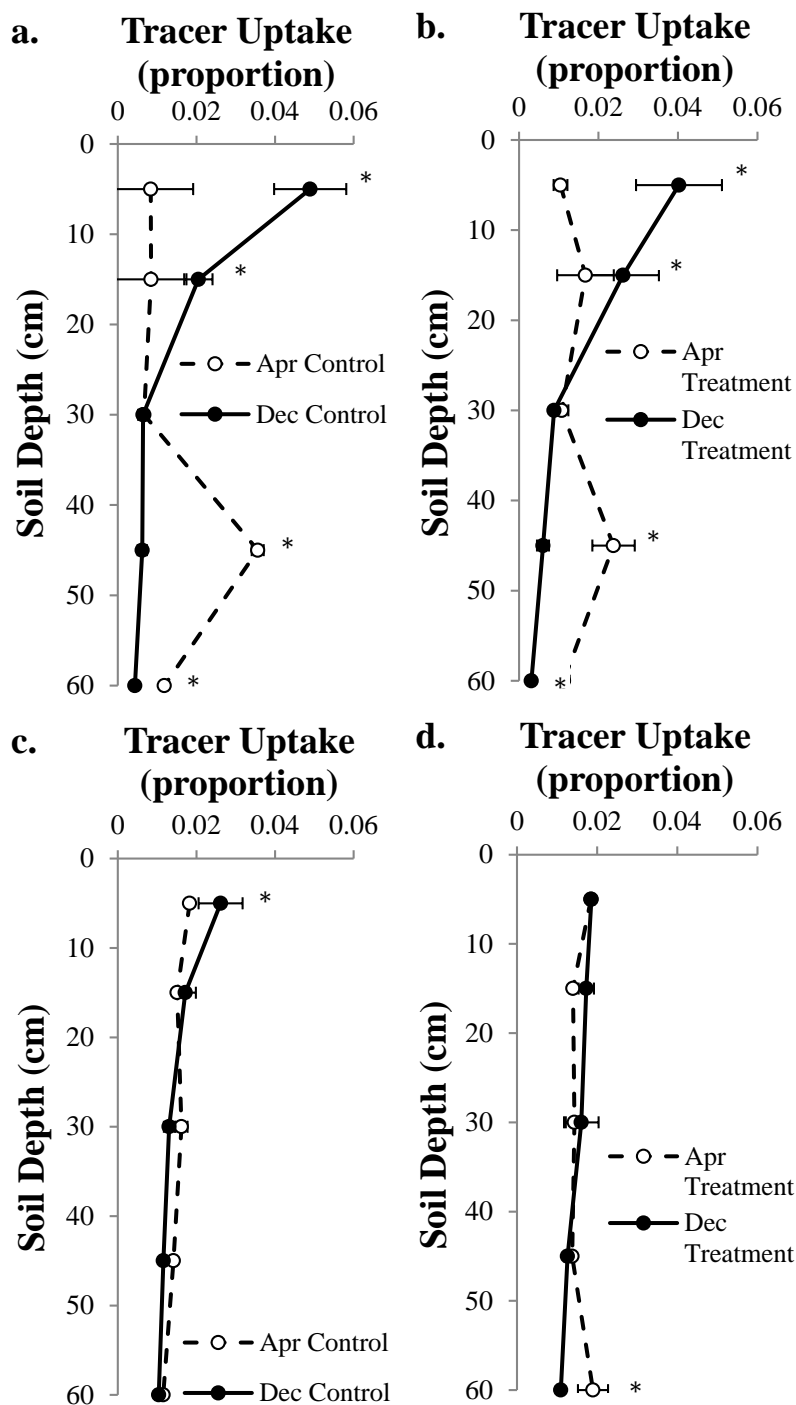 a.
Tracer Uptake
(proportion)
0 0.02 0.04 0.06
0
10
20
30
40
50
60
Soil Depth (cm)
*
*
*
*
Apr Control
Dec Control
b.
Tracer Uptake
(proportion)
0 0.02 0.04 0.06
0
10
20
30
40
50
60
Soil Depth (cm)
*
*
*
*
Apr
Treatment
Dec
Treatment
c.
Tracer Uptake
(proportion)
0 0.02 0.04 0.06
0
10
20
30
40
50
60
Soil Depth (cm)
*
Apr Control
Dec Control
d.
Tracer Uptake
(proportion)
0 0.02 0.04 0.06
0
10
20
30
40
50
60
Soil Depth (cm)
Apr
Treatment
Dec
Treatment
*